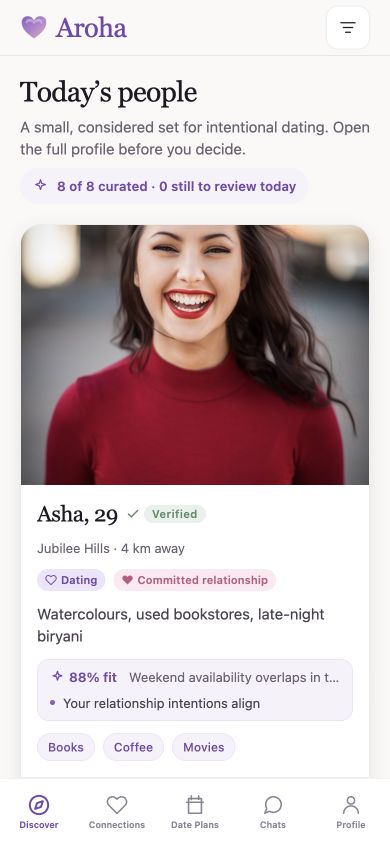 Aroha
Today’s people
A small, considered set for intentional dating. Open
the full profile before you decide.
8 of 8 curated · 0 still to review today
Asha, 29
Verified
Jubilee Hills · 4 km away
Dating
Committed relationship
Watercolours, used bookstores, late-night
biryani
88% fit Weekend availability overlaps in t...
Your relationship intentions align
Books
Coffee
Movies
Discover
Connections
Date Plans
Chats
Profile